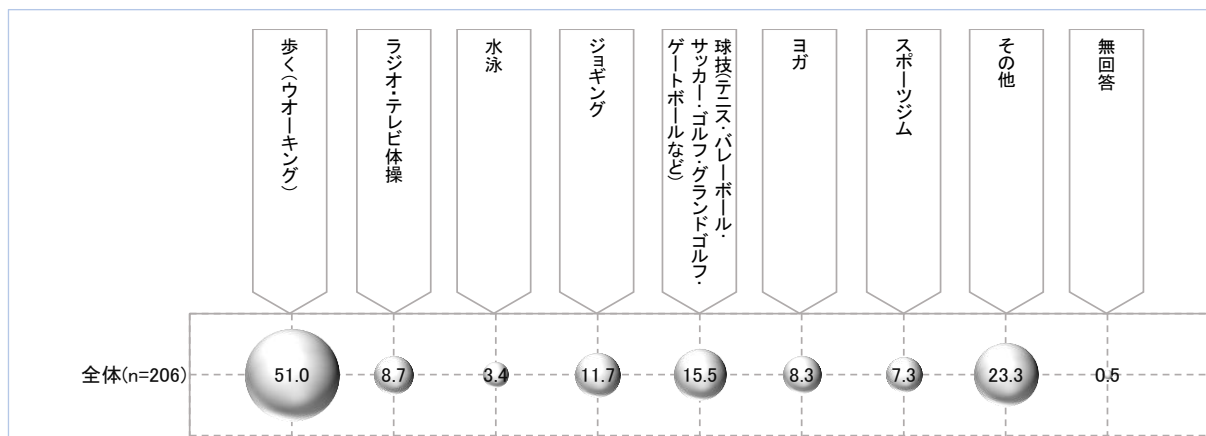 歩く（ウオーキング）
ラジオ・テレビ体操
水泳
ジョギング
球技（テニス・バレーボール・
サッカー・ゴルフ・グランドゴルフ・
ゲートボールなど）
ヨガ
スポーツジム
その他
無回答
全体(n=206)
51.0
8.7
3.4
11.7
15.5
8.3
7.3
23.3
0.5